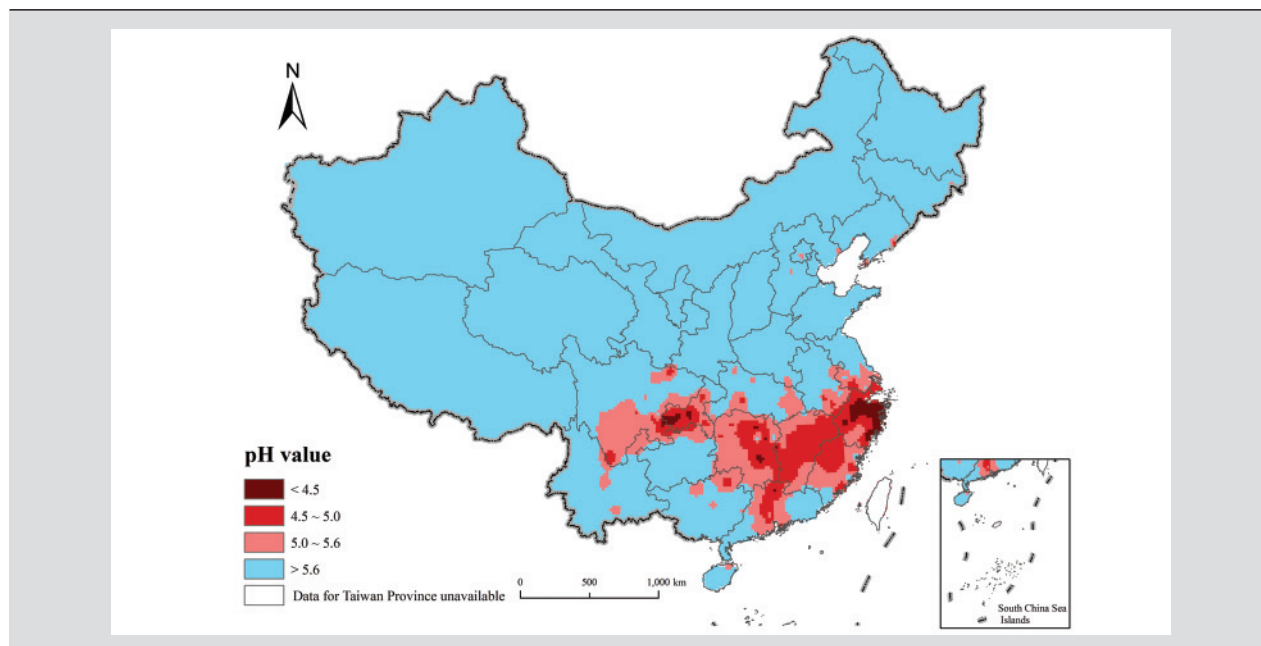 N
pH value
< 4.5
4.5 ~ 5.0
5.0 ~ 5.6
> 5.6
Data for Taiwan Province unavailable
0 500 1,000 km
South China Sea
Islands